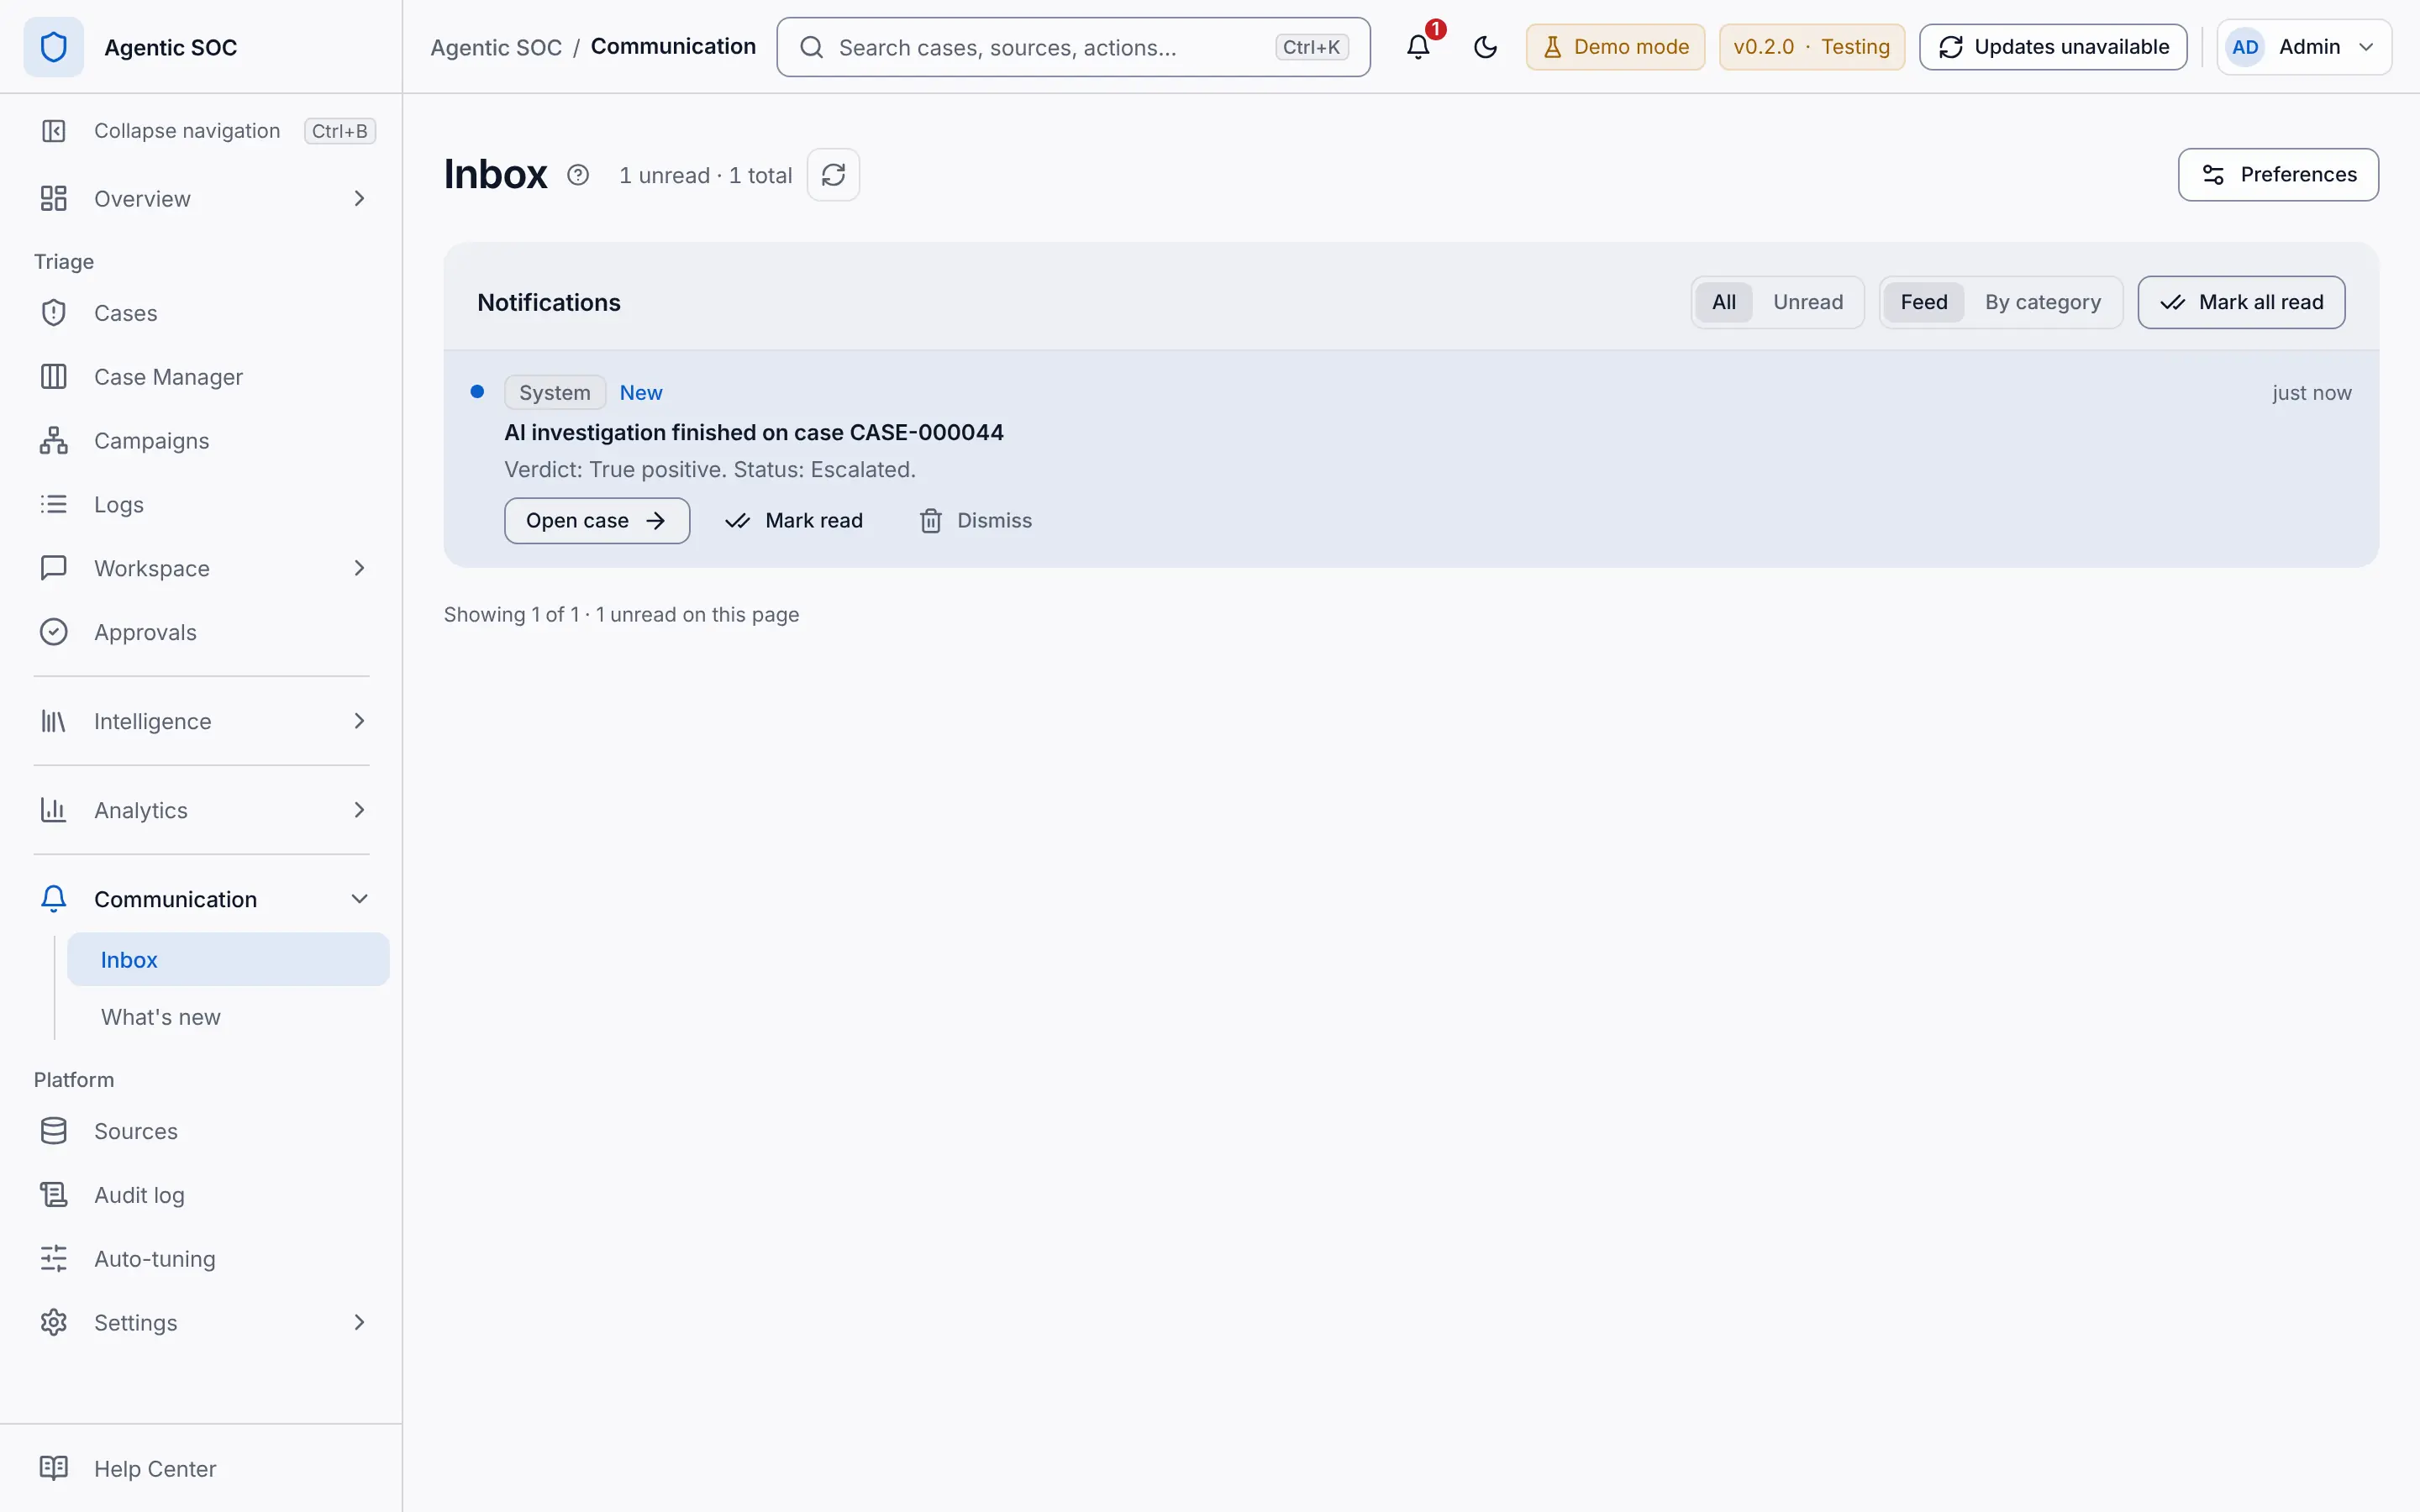 Agentic SOC
Agentic SOC / Communication
Search cases, sources, actions...
Ctrl+K
1
Demo mode
v0.2.0 · Testing
Updates unavailable
AD
Admin
Collapse navigation
Ctrl+B
Overview
Triage
Cases
Case Manager
Campaigns
Logs
Workspace
Approvals
Intelligence
Analytics
Communication
Inbox
What's new
Platform
Sources
Audit log
Auto-tuning
Settings
Help Center
Inbox
1 unread · 1 total
Preferences
Notifications
All
Unread
Feed
By category
Mark all read
System
New
just now
AI investigation finished on case CASE-000044
Verdict: True positive. Status: Escalated.
Open case
Mark read
Dismiss
Showing 1 of 1 · 1 unread on this page